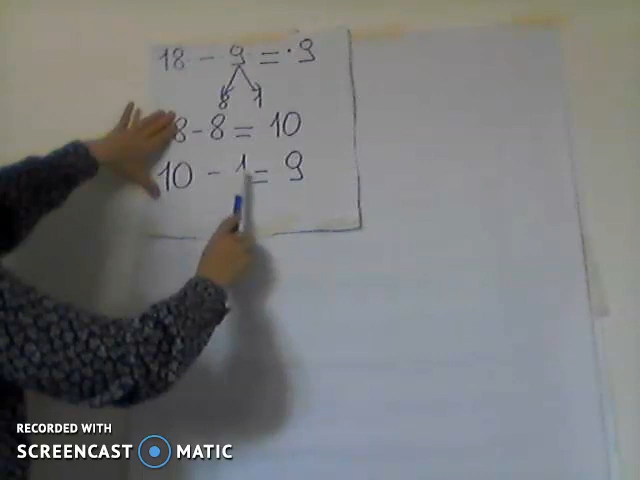 18 - 9 = · 9
8 1
8 - 8 = 10
10 - 1 = 9
RECORDED WITH
SCREENCAST MATIC